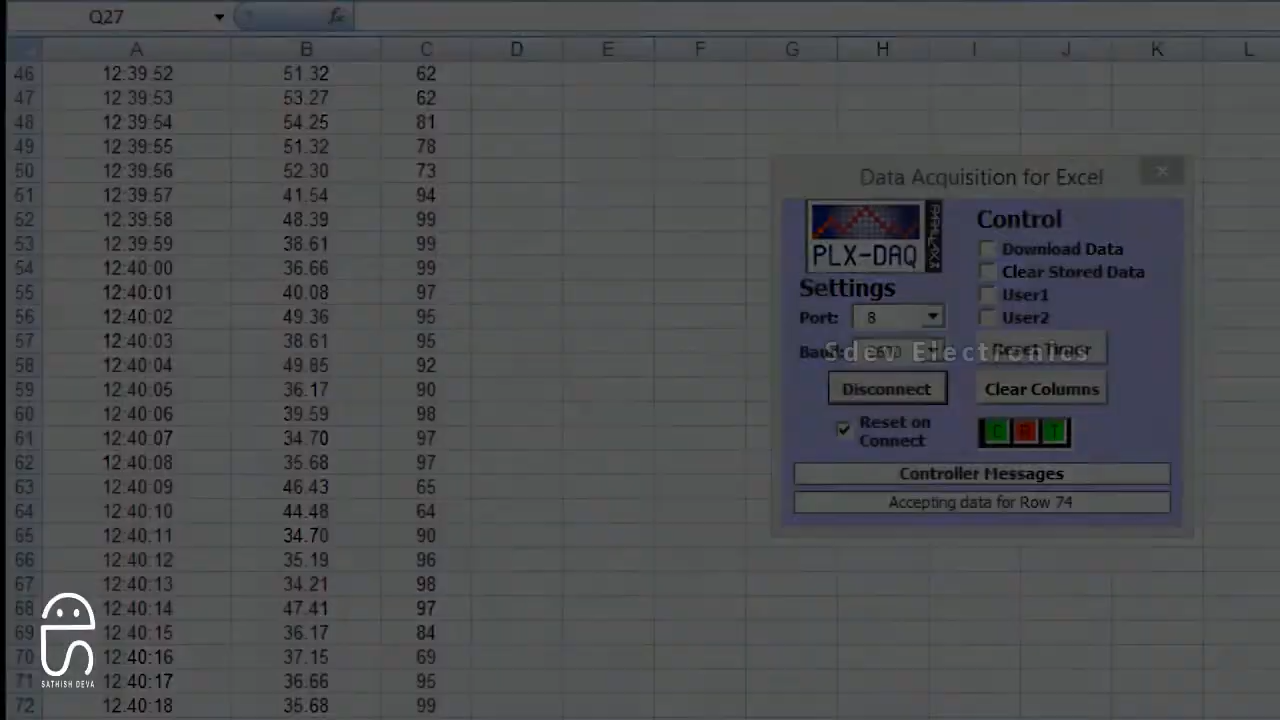 Q27 fx
A B C D E F G H I J K L
46 12:39:52 51.32 62
47 12:39:53 53.27 62
48 12:39:54 54.25 81
49 12:39:55 51.32 78
50 12:39:56 52.30 73
51 12:39:57 41.54 94
52 12:39:58 48.39 99
53 12:39:59 38.61 99
54 12:40:00 36.66 99
55 12:40:01 40.08 97
56 12:40:02 49.36 95
57 12:40:03 38.61 95
58 12:40:04 49.85 92
59 12:40:05 36.17 90
60 12:40:06 39.59 98
61 12:40:07 34.70 97
62 12:40:08 35.68 97
63 12:40:09 46.43 65
64 12:40:10 44.48 64
65 12:40:11 34.70 90
66 12:40:12 35.19 96
67 12:40:13 34.21 98
68 12:40:14 47.41 97
69 12:40:15 36.17 84
70 12:40:16 37.15 69
71 12:40:17 36.66 95
72 12:40:18 35.68 99
Data Acquisition for Excel
PLX-DAQ
PARALLAX
Settings
Port: 8
Baud:
Disconnect
Reset on
Connect
Control
Download Data
Clear Stored Data
User1
User2
Reset Timer
Clear Columns
Controller Messages
Accepting data for Row 74
Sdev Electronics
SATHISH DEVA